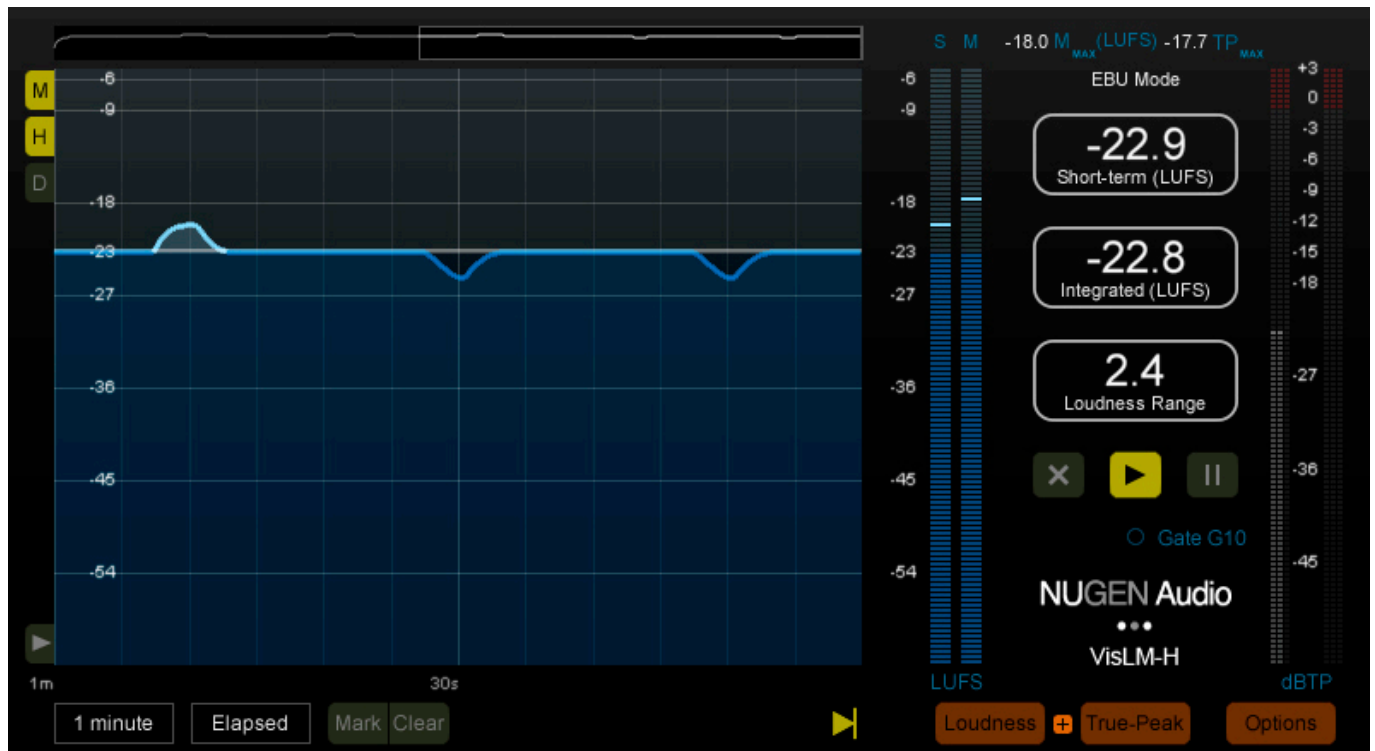 S M -18.0 M MAX (LUFS) -17.7 TP MAX
EBU Mode
M
H
D
-6
-9
-18
-23
-27
-36
-45
-54
1m
30s
1 minute
Elapsed
Mark
Clear
-6
-9
-18
-23
-27
-36
-45
-54
LUFS
-22.9
Short-term (LUFS)
-22.8
Integrated (LUFS)
2.4
Loudness Range
Gate G10
NUGEN Audio
VisLM-H
+3
0
-3
-6
-9
-12
-15
-18
-27
-36
-45
dBTP
Loudness
+
True-Peak
Options